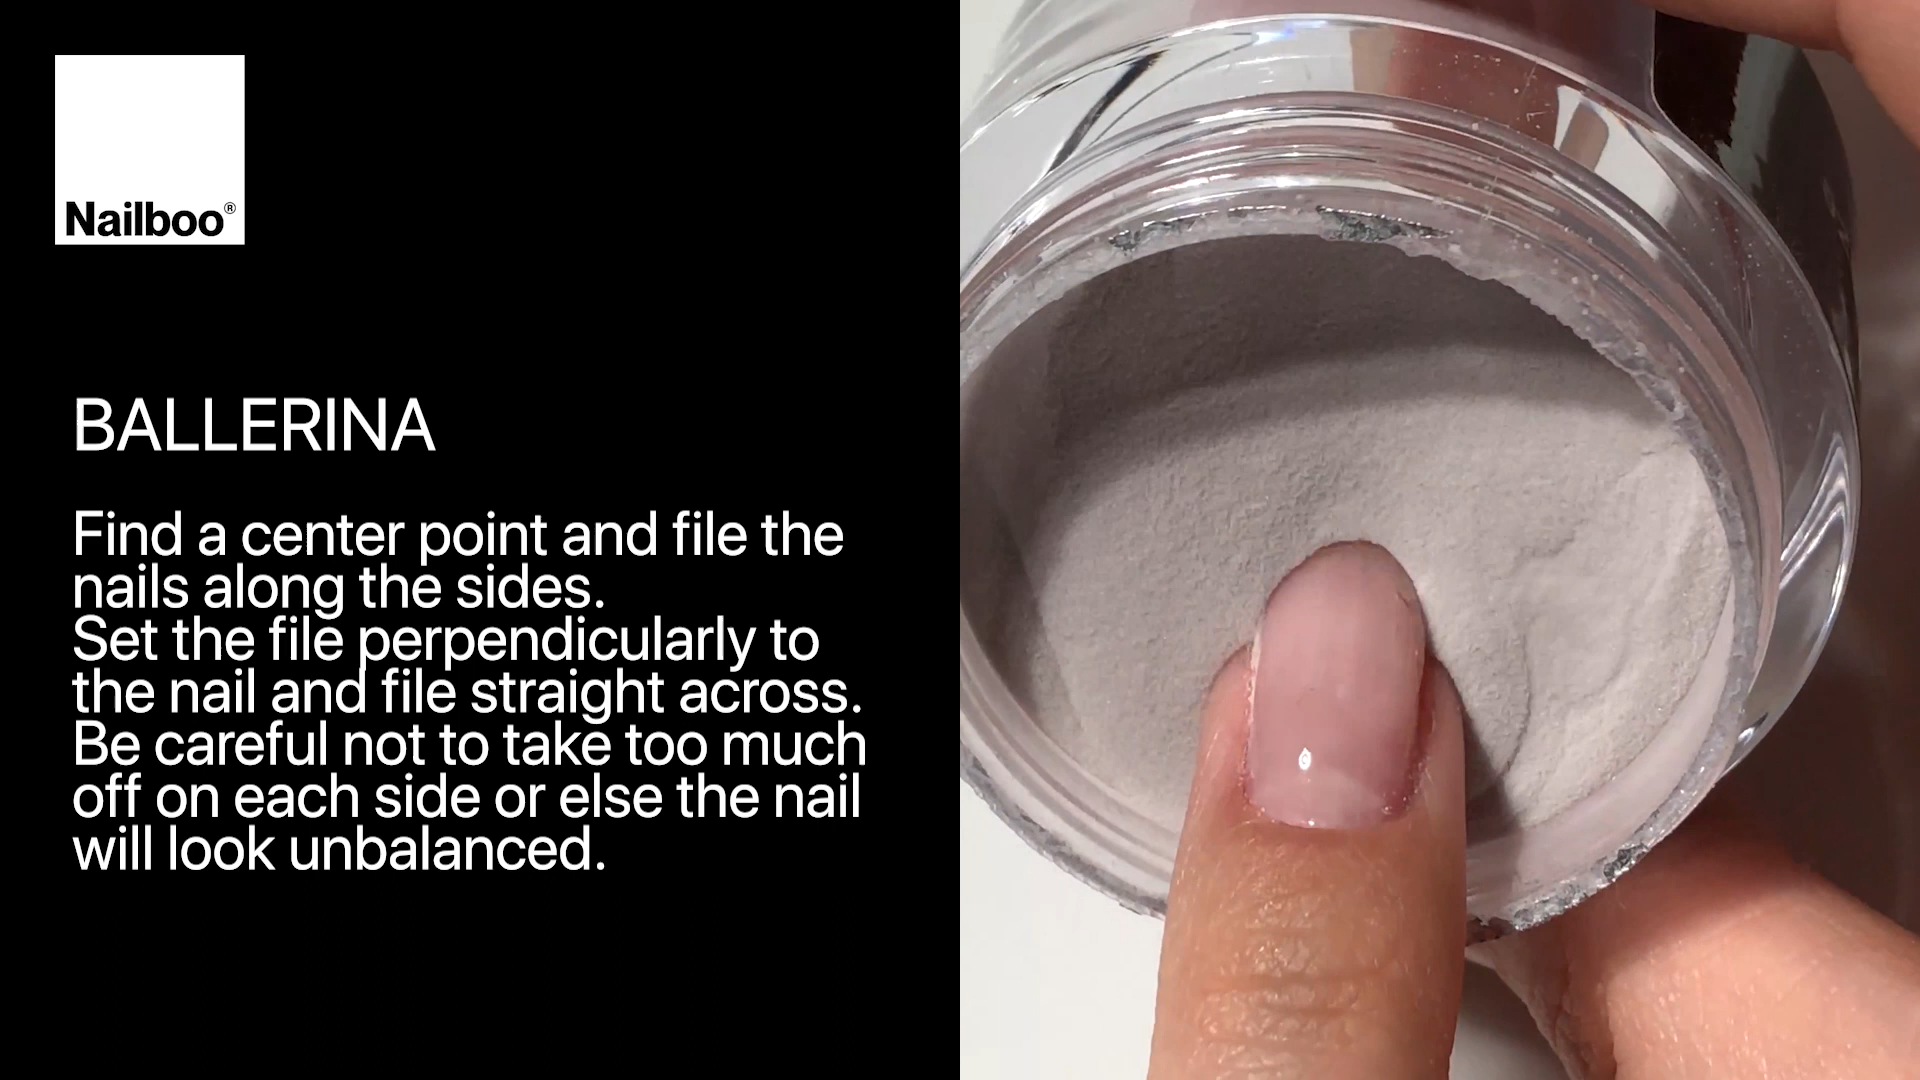 Nailboo®
BALLERINA
Find a center point and file the
nails along the sides.
Set the file perpendicularly to
the nail and file straight across.
Be careful not to take too much
off on each side or else the nail
will look unbalanced.